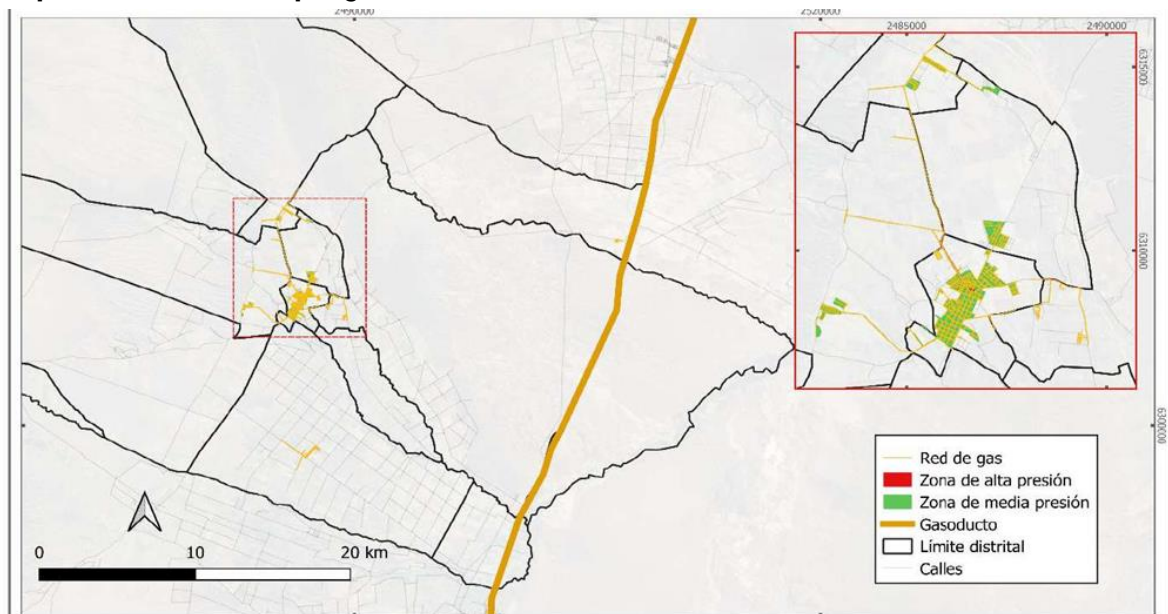 2490000
2520000
2485000
2490000
6315000
6310000
6300000
Red de gas
Zona de alta presión
Zona de media presión
Gasoducto
Límite distrital
Calles
0
10
20 km